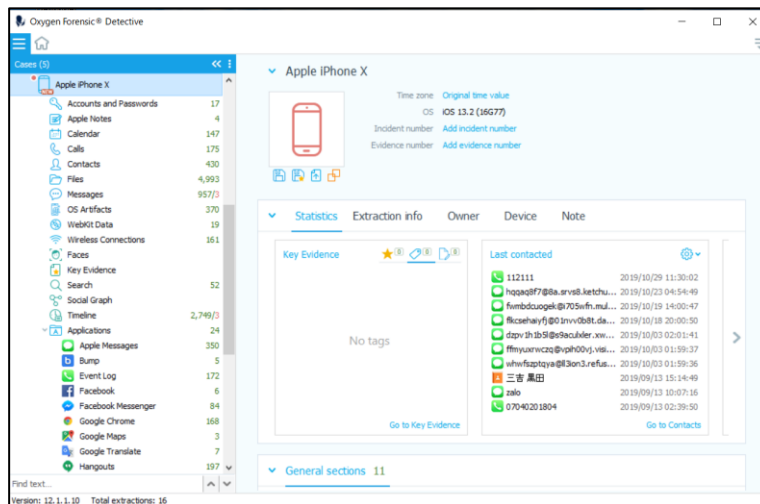 Oxygen Forensic® Detective
Cases (5)
Apple iPhone X
Accounts and Passwords 17
Apple Notes 4
Calendar 147
Calls 175
Contacts 430
Files 4,993
Messages 957/3
OS Artifacts 370
WebKit Data 19
Wireless Connections 161
Faces
Key Evidence
Search 52
Social Graph
Timeline 2,749/3
Applications 24
Apple Messages 350
Bump 5
Event Log 172
Facebook 6
Facebook Messenger 84
Google Chrome 168
Google Maps 3
Google Translate 7
Hangouts 197
Find text...
Version: 12.1.1.10 Total extractions: 16
Apple iPhone X
Time zone Original time value
OS iOS 13.2 (16G77)
Incident number Add incident number
Evidence number Add evidence number
Statistics Extraction info Owner Device Note
Key Evidence 0 0 0
No tags
Go to Key Evidence
Last contacted
112111 2019/10/29 11:30:02
2019/10/23 04:54:49
2019/10/19 14:00:47
2019/10/18 20:00:50
2019/10/03 02:01:41
2019/10/03 01:59:37
2019/10/03 01:59:36
三吉 黒田 2019/09/13 15:14:49
zalo 2019/09/13 10:07:16
07040201804 2019/09/13 02:39:50
Go to Contacts
General sections 11